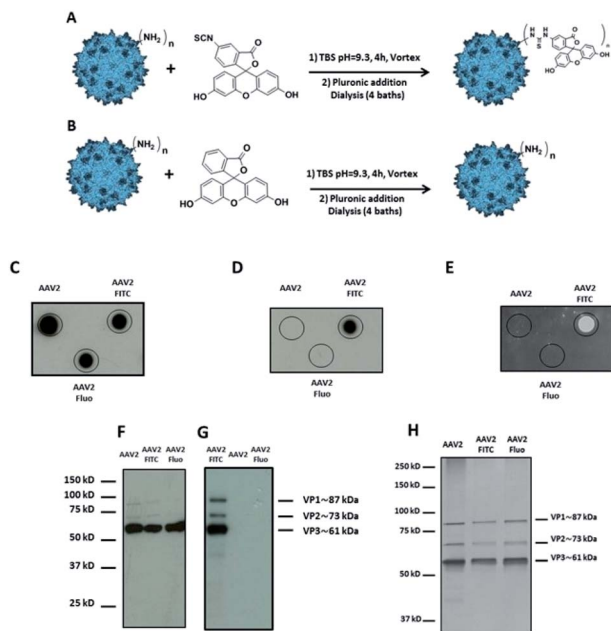 A
(NH₂)n
+
SCN
O
O
HO
O
OH
1) TBS pH=9.3, 4h, Vortex
2) Pluronic addition
Dialysis (4 baths)
H H
N N
S
O
O
HO
O
OH
n
B
(NH₂)n
+
O
O
HO
O
OH
1) TBS pH=9.3, 4h, Vortex
2) Pluronic addition
Dialysis (4 baths)
(NH₂)n
C
AAV2
AAV2
FITC
AAV2
Fluo
D
AAV2
AAV2
FITC
AAV2
Fluo
E
AAV2
AAV2
FITC
AAV2
Fluo
F
AAV2
AAV2
FITC
AAV2
Fluo
150 kD
100 kD
75 kD
50 kD
37 kD
25 kD
G
AAV2
FITC
AAV2
AAV2
Fluo
VP1~87 kDa
VP2~73 kDa
VP3~61 kDa
H
AAV2
AAV2
FITC
AAV2
Fluo
250 kD
150 kD
100 kD
75 kD
50 kD
37 kD
VP1~87 kDa
VP2~73 kDa
VP3~61 kDa